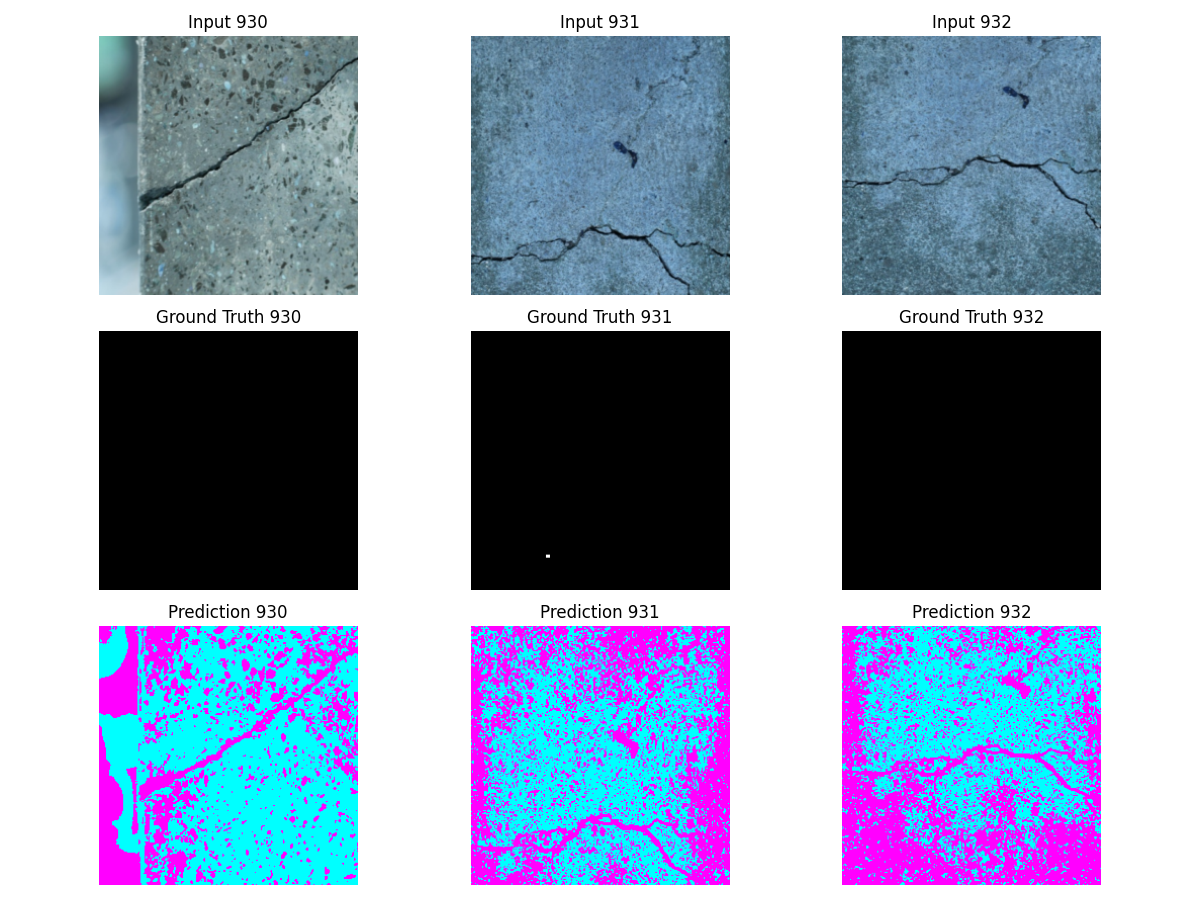 Input 930
Input 931
Input 932
Ground Truth 930
Ground Truth 931
Ground Truth 932
Prediction 930
Prediction 931
Prediction 932